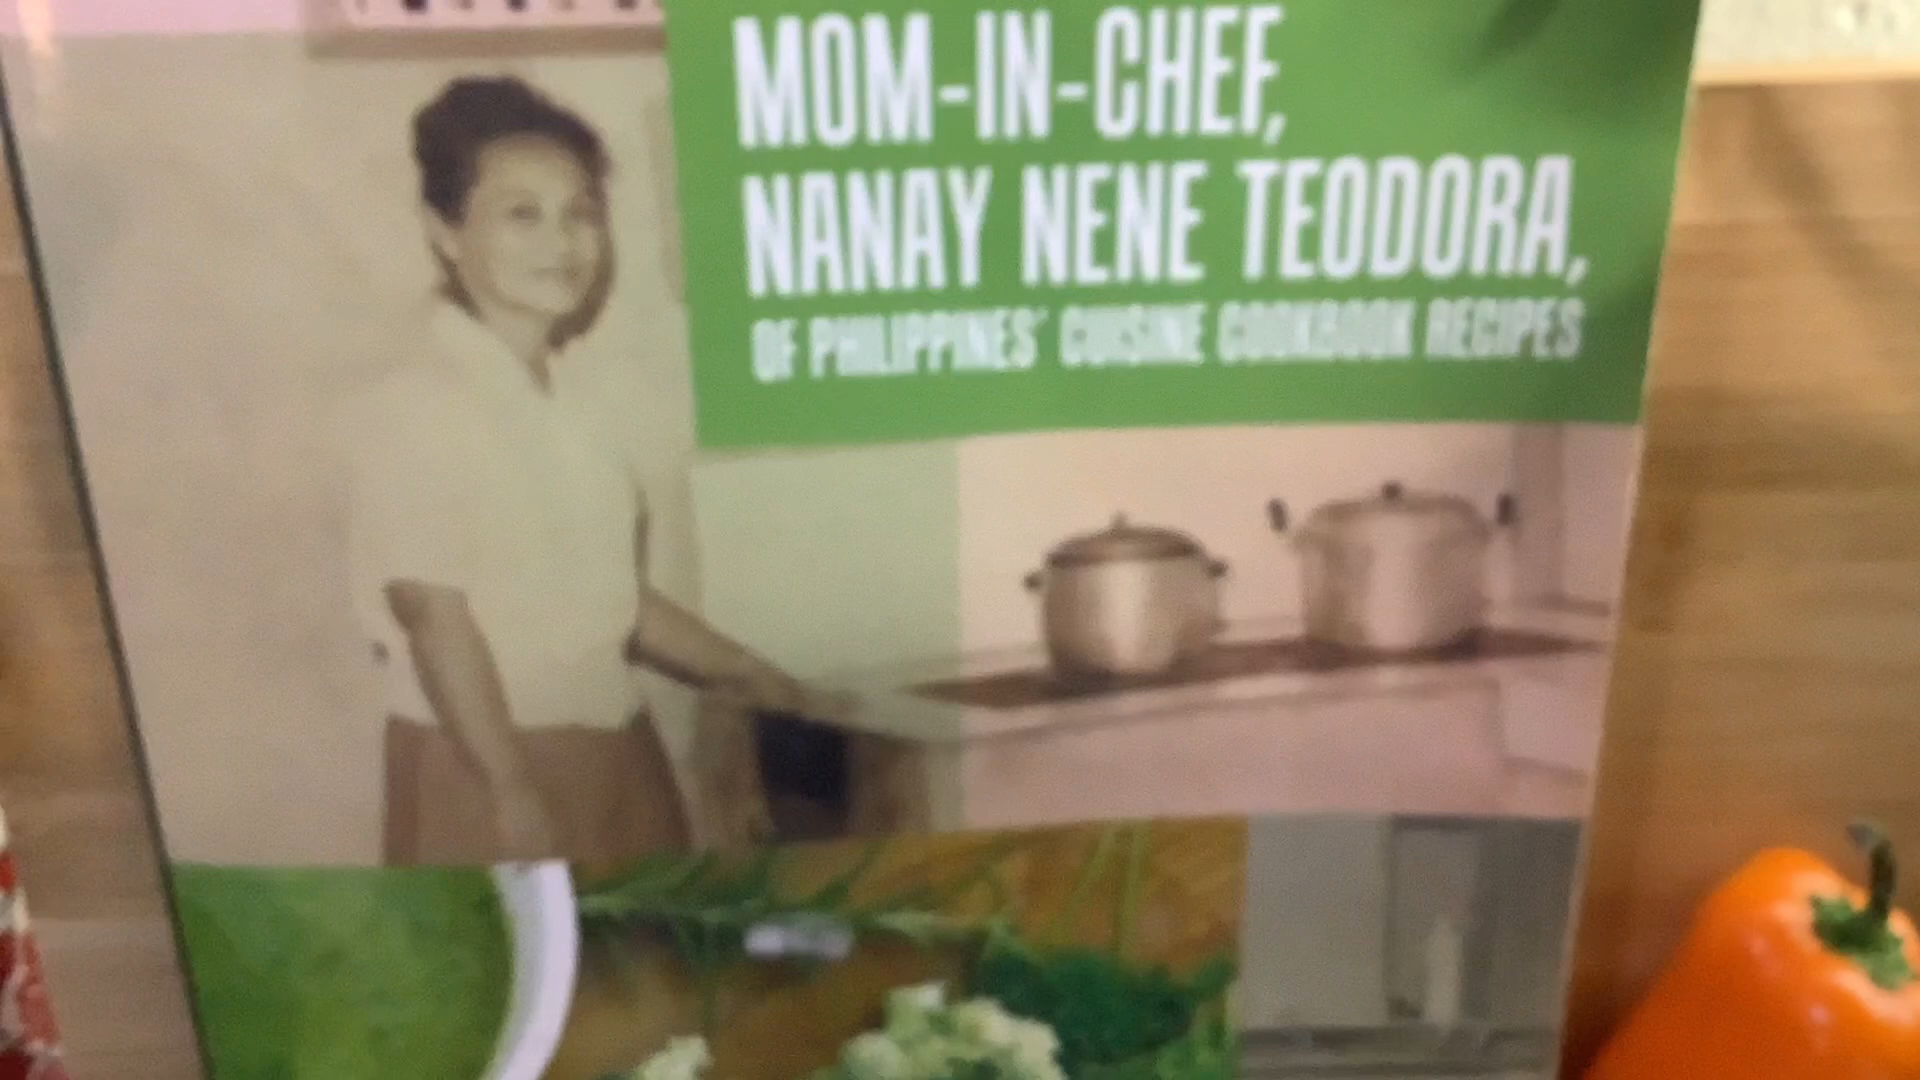 MOM-IN-CHEF,
NANAY NENE TEODORA,
OF PHILIPPINES' CUISINE COOKBOOK RECIPES